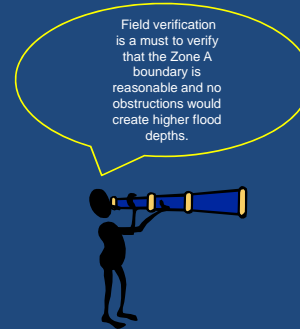 Field verification
is a must to verify
that the Zone A
boundary is
reasonable and no
obstructions would
create higher flood
depths.